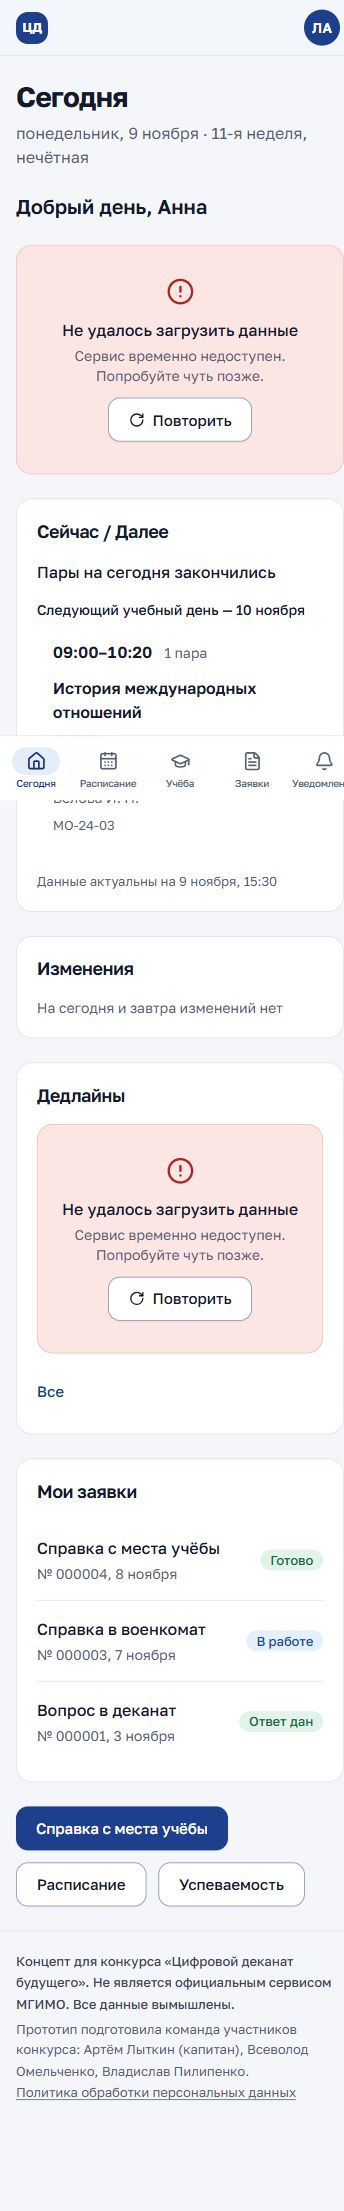 ЦД
ЛА
Сегодня
понедельник, 9 ноября · 11-я неделя,
нечётная
Добрый день, Анна
Не удалось загрузить данные
Сервис временно недоступен.
Попробуйте чуть позже.
Повторить
Сейчас / Далее
Пары на сегодня закончились
Следующий учебный день — 10 ноября
09:00–10:20 1 пара
История международных
отношений
Сегодня Расписание Учёба Заявки Уведомлен
МО-24-03
Данные актуальны на 9 ноября, 15:30
Изменения
На сегодня и завтра изменений нет
Дедлайны
Не удалось загрузить данные
Сервис временно недоступен.
Попробуйте чуть позже.
Повторить
Все
Мои заявки
Справка с места учёбы
№ 000004, 8 ноября
Готово
Справка в военкомат
№ 000003, 7 ноября
В работе
Вопрос в деканат
№ 000001, 3 ноября
Ответ дан
Справка с места учёбы
Расписание Успеваемость
Концепт для конкурса «Цифровой деканат
будущего». Не является официальным сервисом
МГИМО. Все данные вымышлены.
Прототип подготовила команда участников
конкурса: Артём Лыткин (капитан), Всеволод
Омельченко, Владислав Пилипенко.
Политика обработки персональных данных